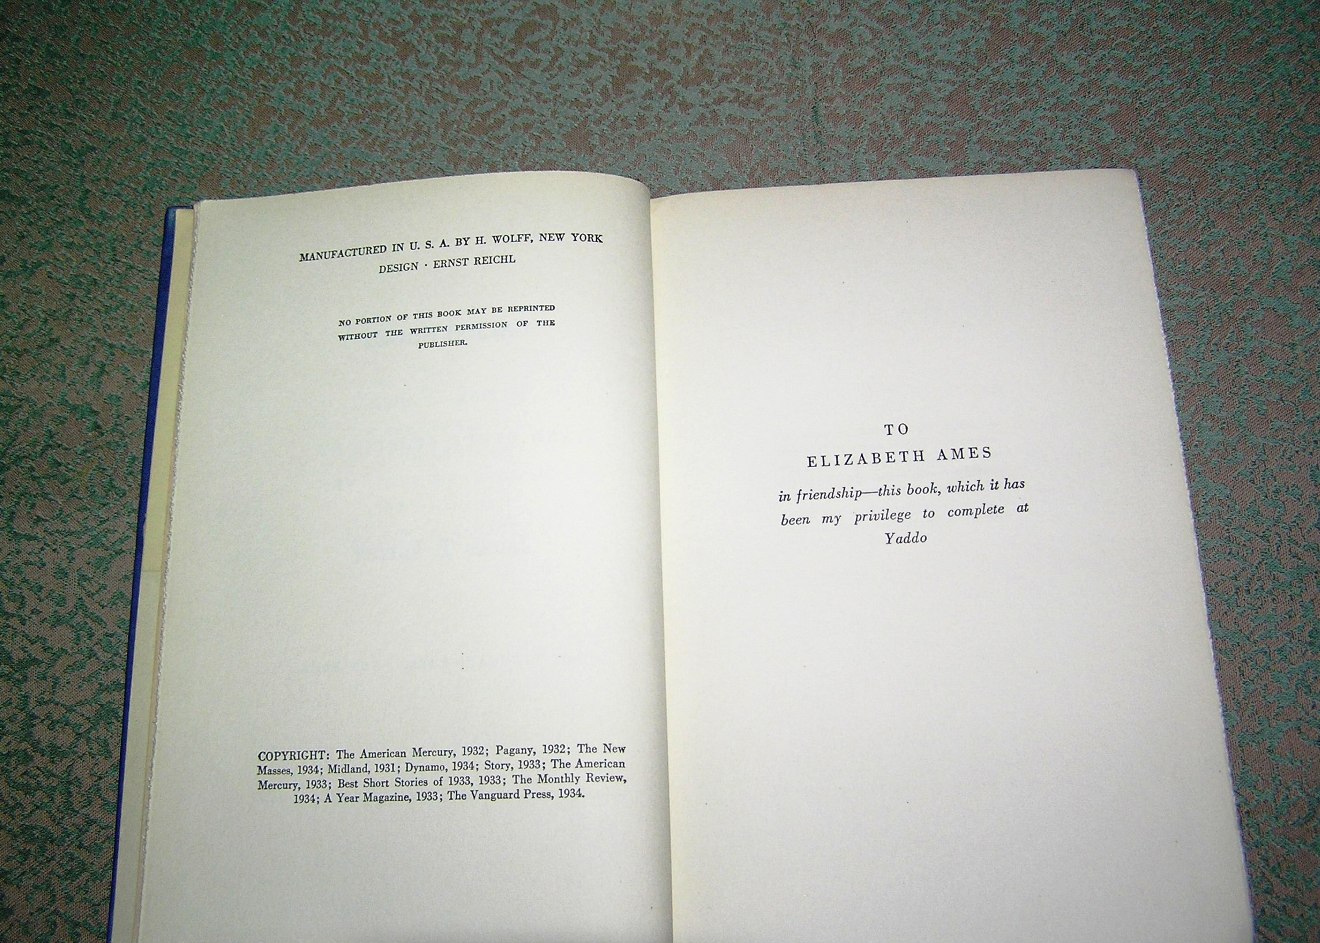 MANUFACTURED IN U. S. A. BY H. WOLFF, NEW YORK
DESIGN · ERNST REICHL
NO PORTION OF THIS BOOK MAY BE REPRINTED
WITHOUT THE WRITTEN PERMISSION OF THE
PUBLISHER.
COPYRIGHT: The American Mercury, 1932; Pagany, 1932; The New
Masses, 1934; Midland, 1931; Dynamo, 1934; Story, 1933; The American
Mercury, 1933; Best Short Stories of 1933, 1933; The Monthly Review,
1934; A Year Magazine, 1933; The Vanguard Press, 1934.
TO
ELIZABETH AMES
in friendship—this book, which it has
been my privilege to complete at
Yaddo